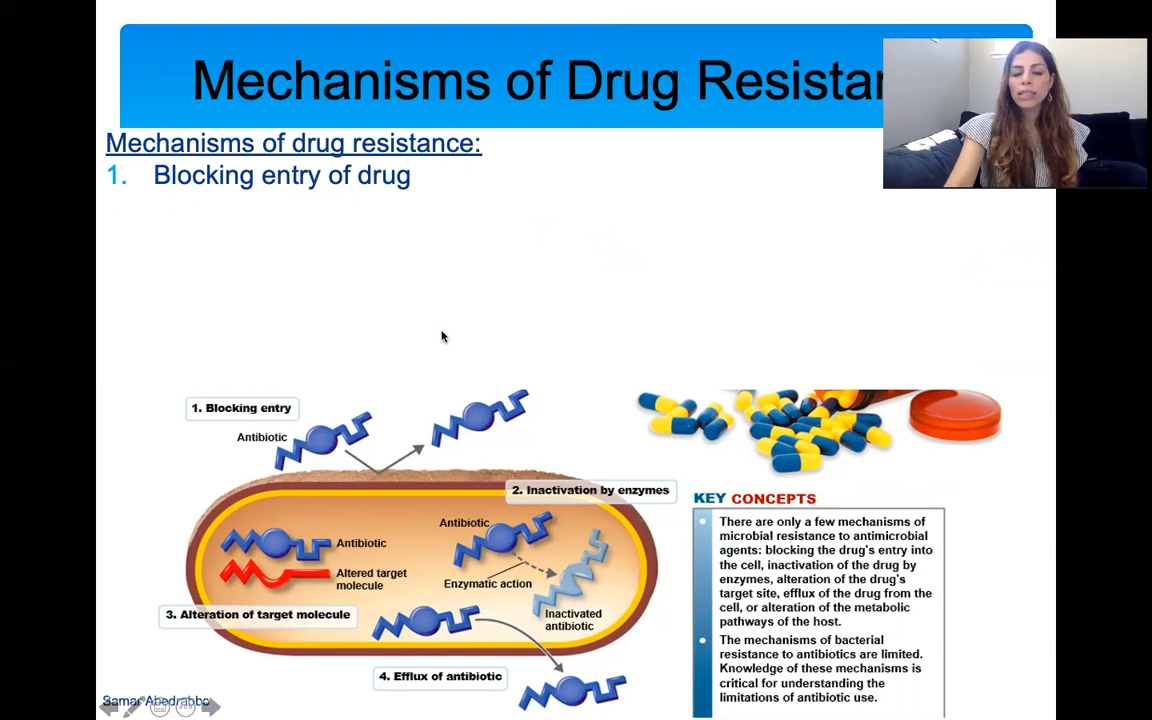 Mechanisms of Drug Resistan
Mechanisms of drug resistance:
1. Blocking entry of drug
1. Blocking entry
Antibiotic
2. Inactivation by enzymes
Antibiotic
Antibiotic
Enzymatic action
Altered target
molecule
Inactivated
antibiotic
3. Alteration of target molecule
4. Efflux of antibiotic
KEY CONCEPTS
There are only a few mechanisms of
microbial resistance to antimicrobial
agents: blocking the drug's entry into
the cell, inactivation of the drug by
enzymes, alteration of the drug's
target site, efflux of the drug from the
cell, or alteration of the metabolic
pathways of the host.
The mechanisms of bacterial
resistance to antibiotics are limited.
Knowledge of these mechanisms is
critical for understanding the
limitations of antibiotic use.
Samar Abedrabbo